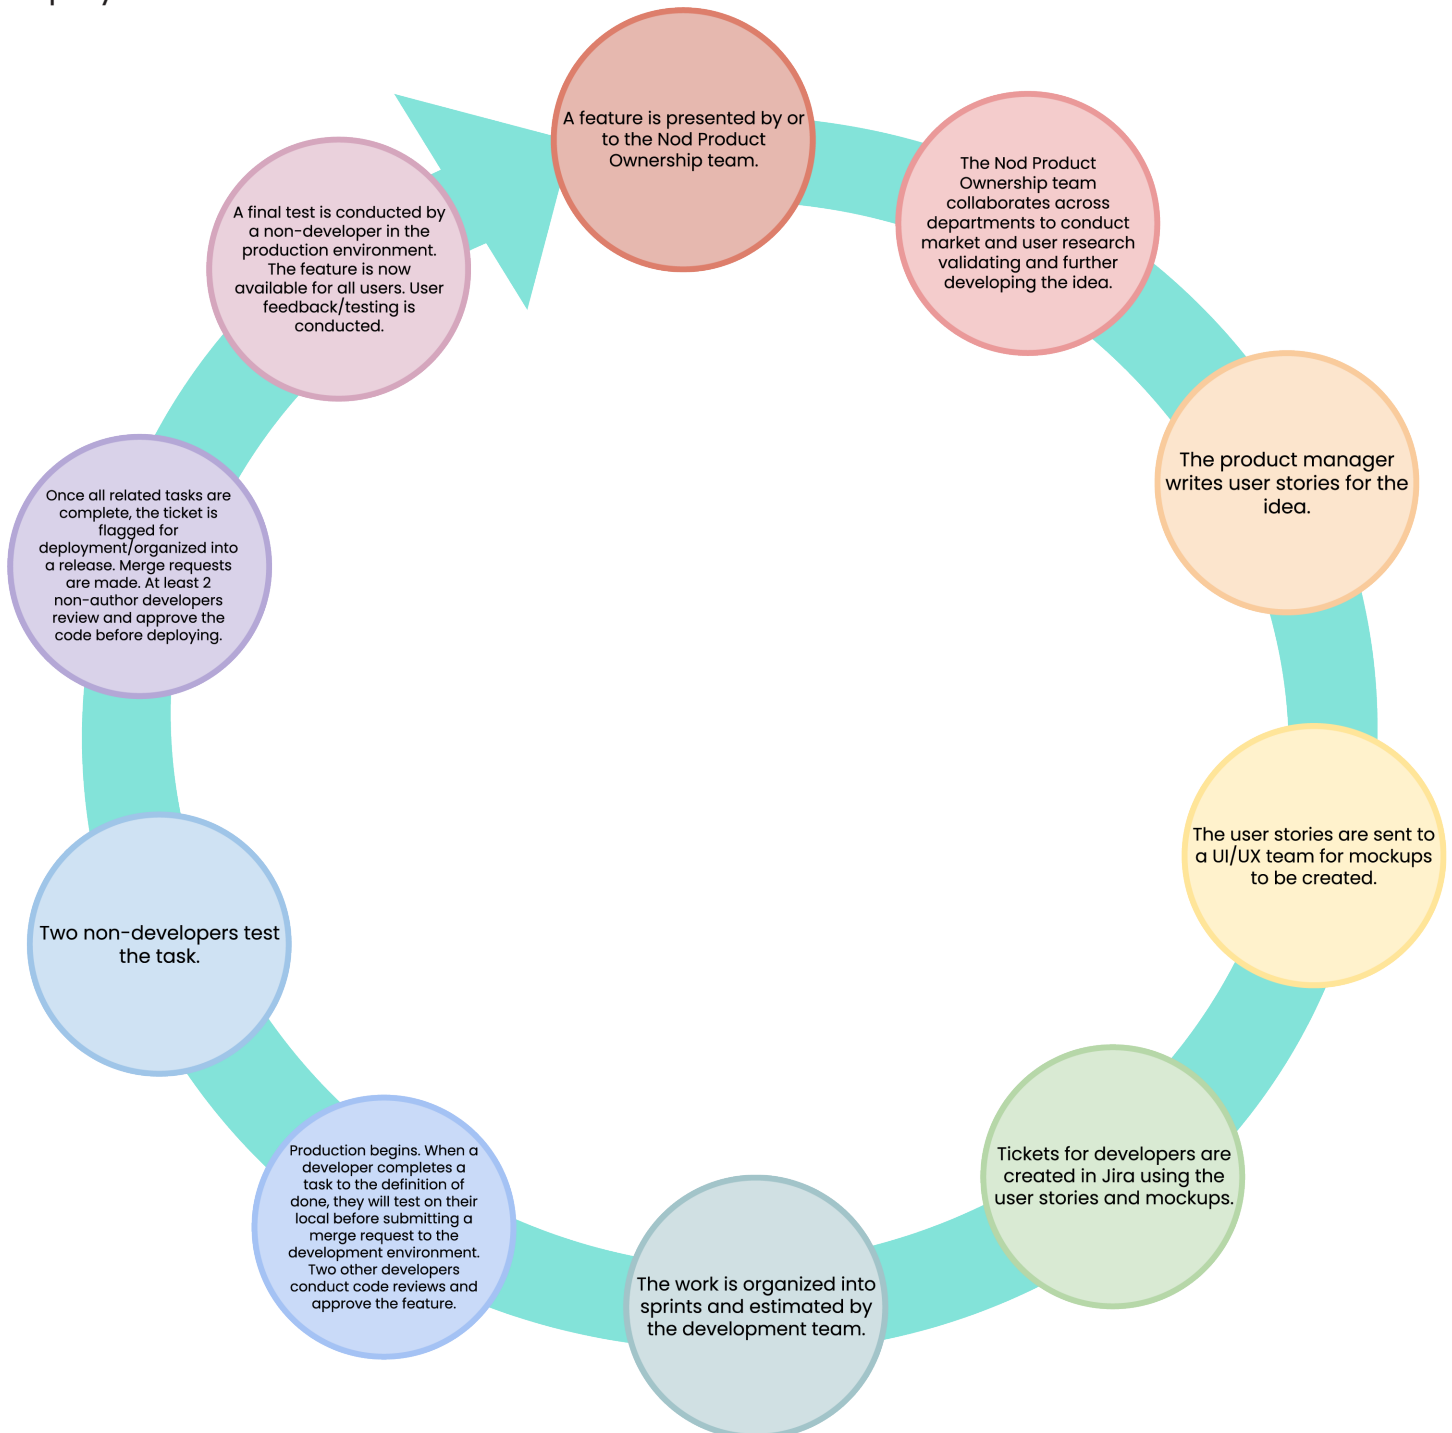 A feature is presented by or
to the Nod Product
Ownership team.
The Nod Product
Ownership team
collaborates across
departments to conduct
market and user research
validating and further
developing the idea.
The product manager
writes user stories for the
idea.
The user stories are sent to
a UI/UX team for mockups
to be created.
Tickets for developers are
created in Jira using the
user stories and mockups.
The work is organized into
sprints and estimated by
the development team.
Production begins. When a
developer completes a
task to the definition of
done, they will test on their
local before submitting a
merge request to the
development environment.
Two other developers
conduct code reviews and
approve the feature.
Two non-developers test
the task.
Once all related tasks are
complete, the ticket is
flagged for
deployment/organized into
a release. Merge requests
are made. At least 2
non-author developers
review and approve the
code before deploying.
A final test is conducted by
a non-developer in the
production environment.
The feature is now
available for all users. User
feedback/testing is
conducted.